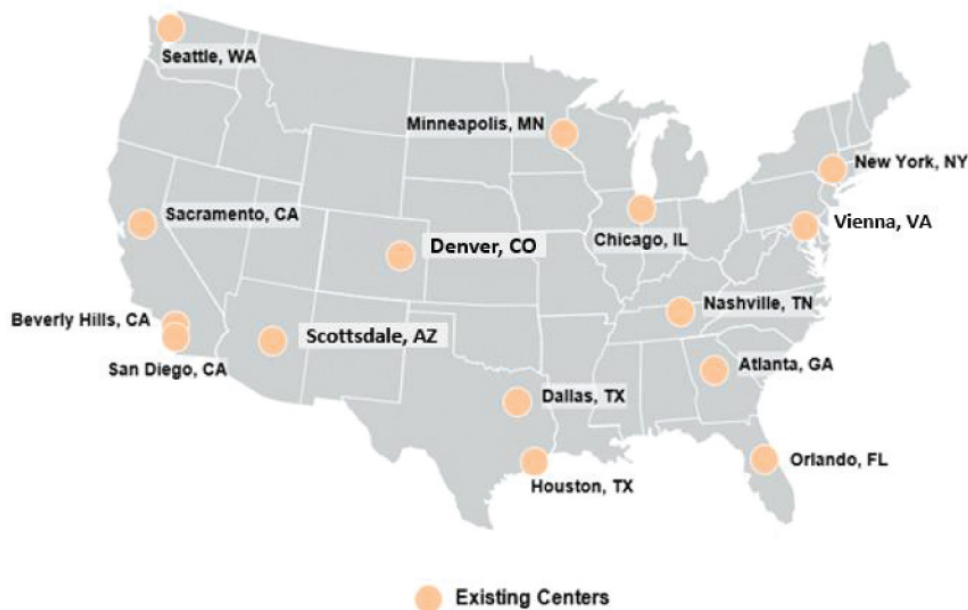 Seattle, WA
Minneapolis, MN
New York, NY
Sacramento, CA
Vienna, VA
Denver, CO
Chicago, IL
Nashville, TN
Beverly Hills, CA
Scottsdale, AZ
San Diego, CA
Atlanta, GA
Dallas, TX
Orlando, FL
Houston, TX
Existing Centers